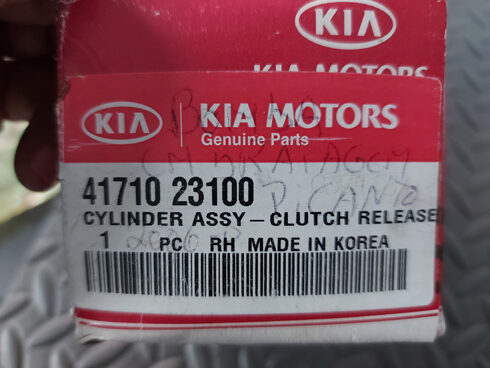 KIA
KIA MOTORS
KIA KIA MOTORS
Genuine Parts
41710 23100
PICANTO
CYLINDER ASSY – CLUTCH RELEASE
1 PC RH MADE IN KOREA